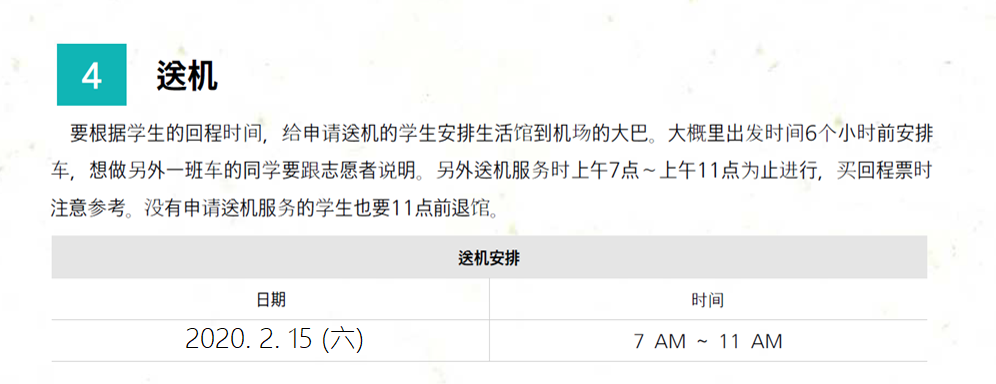 4 送机
要根据学生的回程时间，给申请送机的学生安排生活馆到机场的大巴。大概里出发时间6个小时前安排
车，想做另外一班车的同学要跟志愿者说明。另外送机服务时上午7点～上午11点为止进行，买回程票时
注意参考。没有申请送机服务的学生也要11点前退馆。
送机安排
日期 时间
2020. 2. 15 (六) 7 AM ~ 11 AM